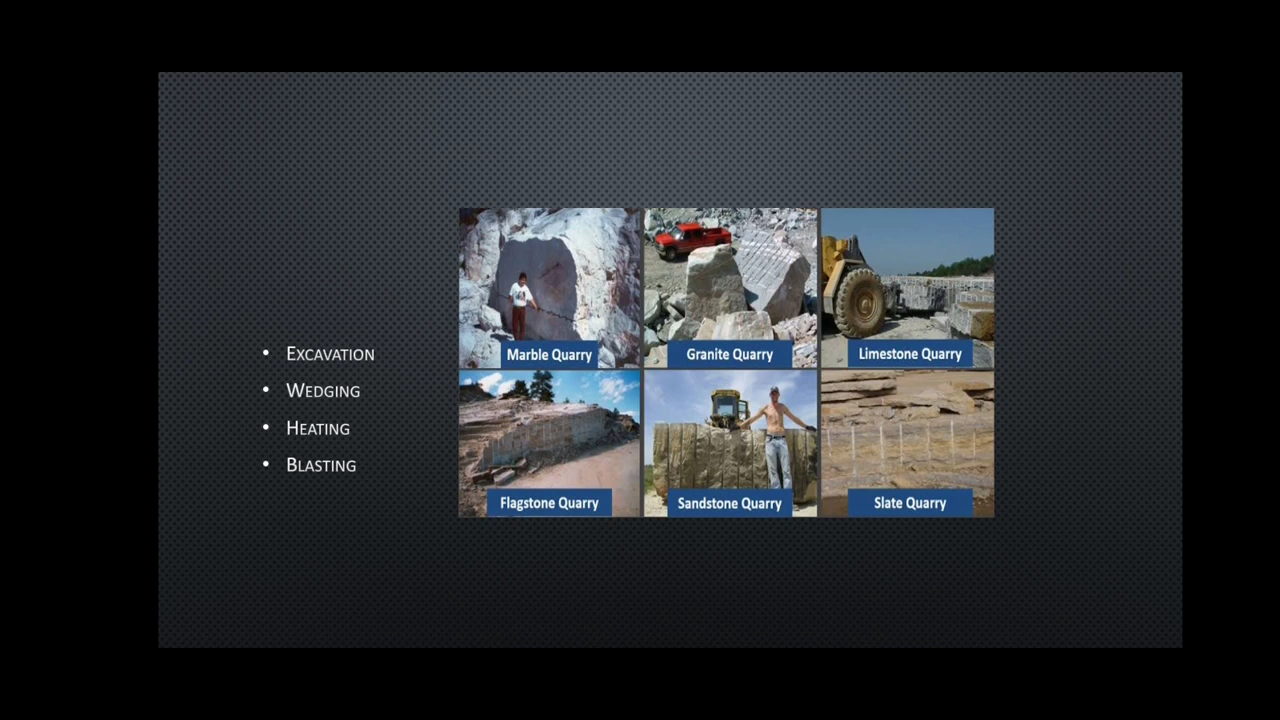 • Excavation
• Wedging
• Heating
• Blasting
Marble Quarry
Granite Quarry
Limestone Quarry
Flagstone Quarry
Sandstone Quarry
Slate Quarry